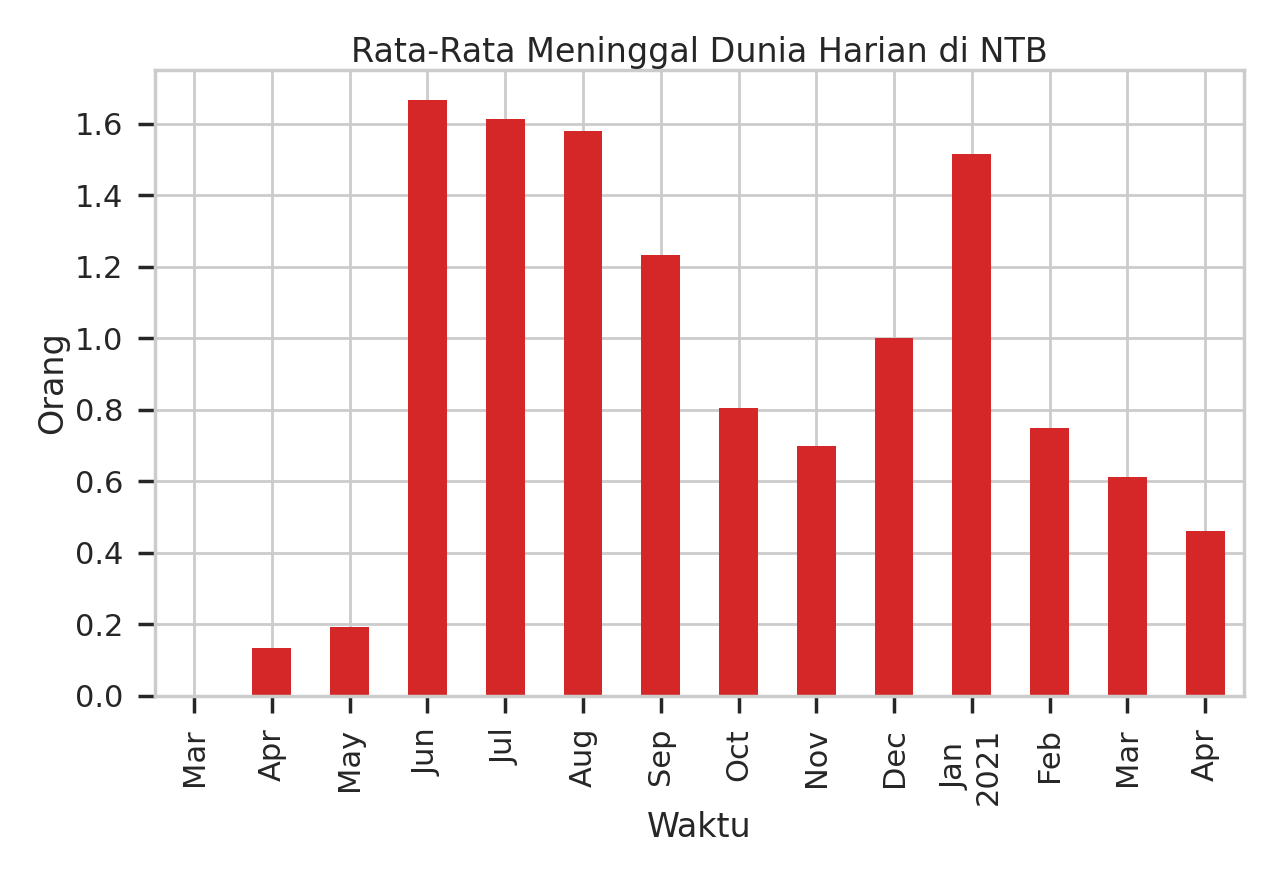 Rata-Rata Meninggal Dunia Harian di NTB
Orang
1.6
1.4
1.2
1.0
0.8
0.6
0.4
0.2
0.0
Mar
Apr
May
Jun
Jul
Aug
Sep
Oct
Nov
Dec
Jan
2021
Feb
Mar
Apr
Waktu